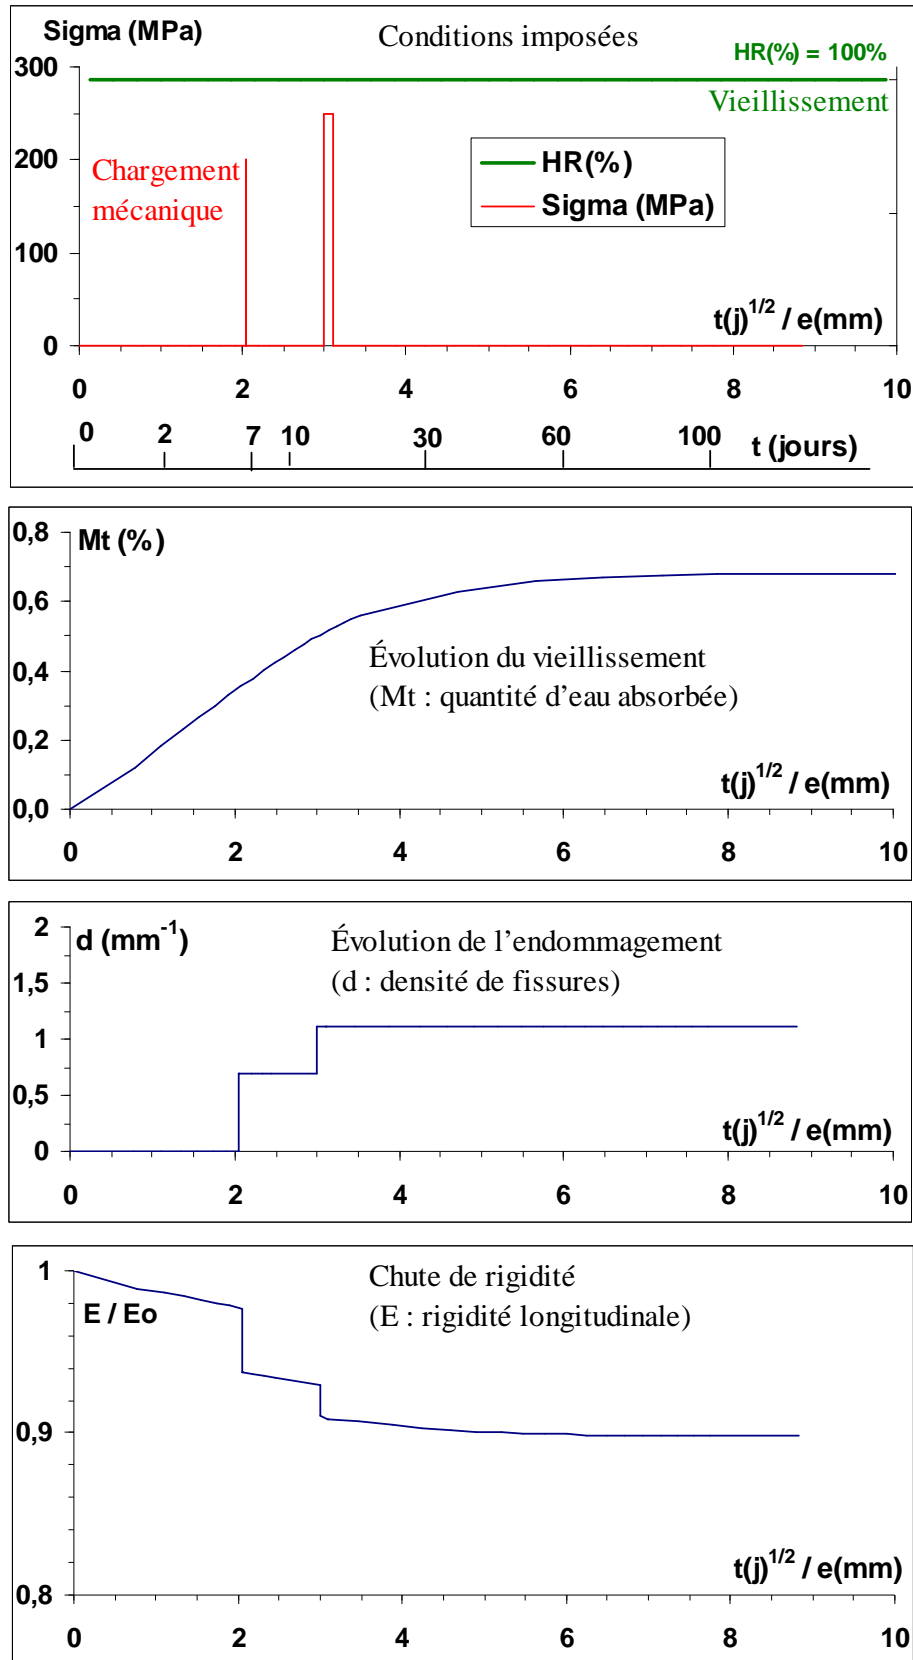 Sigma (MPa)
Conditions imposées
HR(%) = 100%
300
Vieillissement
200
Chargement
mécanique
HR(%)
Sigma (MPa)
100
t(j)^1/2 / e(mm)
0
0 2 4 6 8 10
0 2 7 10 30 60 100 t (jours)
0,8
Mt (%)
0,6
Évolution du vieillissement
(Mt : quantité d'eau absorbée)
0,4
0,2
t(j)^1/2 / e(mm)
0,0
0 2 4 6 8 10
2
d (mm^-1)
Évolution de l'endommagement
(d : densité de fissures)
1,5
1
0,5
t(j)^1/2 / e(mm)
0
0 2 4 6 8 10
1
Chute de rigidité
E / Eo
(E : rigidité longitudinale)
0,9
t(j)^1/2 / e(mm)
0,8
0 2 4 6 8 10